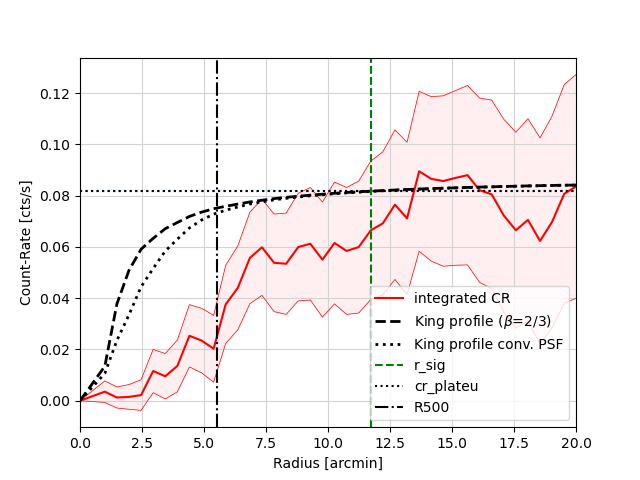 0.12
0.10
0.08
0.06
0.04
0.02
0.00
Count-Rate [cts/s]
integrated CR
King profile (β=2/3)
King profile conv. PSF
r_sig
cr_plateu
R500
0.0 2.5 5.0 7.5 10.0 12.5 15.0 17.5 20.0
Radius [arcmin]